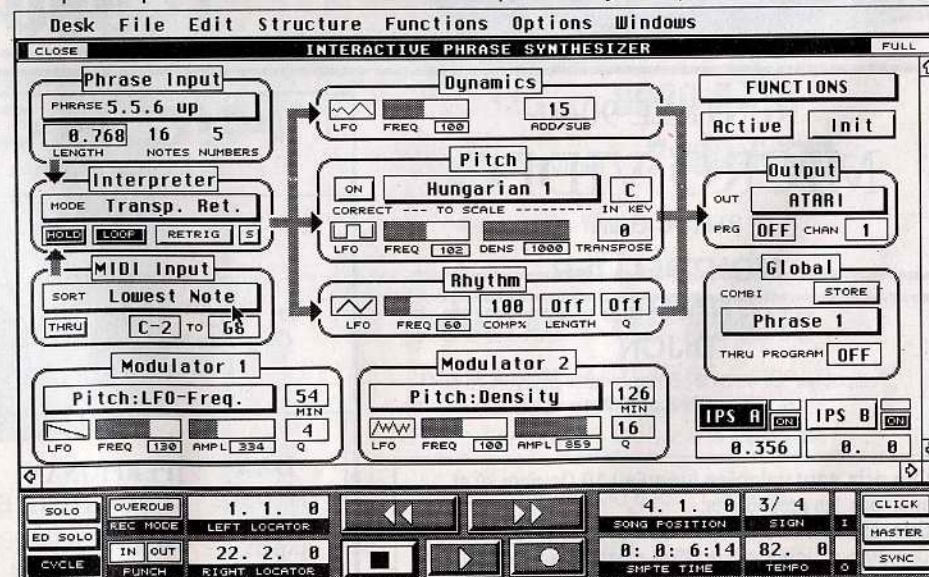 Desk File Edit Structure Functions Options Windows
CLOSE INTERACTIVE PHRASE SYNTHESIZER FULL
Phrase Input
PHRASE 5.5.6 up
0.768 16 5
LENGTH NOTES NUMBERS
Interpreter
MODE Transp. Ret.
HOLD LOOP RETRIG S
MIDI Input
SORT Lowest Note
THRU C-2 TO G8
Dynamics
15
LFO FREQ 100 ADD/SUB
Pitch
ON Hungarian 1 C
CORRECT --- TO SCALE --------- IN KEY
0
LFO FREQ 102 DENS 1000 TRANSPOSE
Rhythm
100 Off Off
LFO FREQ 60 COMP% LENGTH Q
FUNCTIONS
Active Init
Output
OUT ATARI
PRG OFF CHAN 1
Global
COMBI STORE
Phrase 1
THRU PROGRAM OFF
Modulator 1
Pitch:LFO-Freq. 54
MIN
4
LFO FREQ 130 AMPL 334 Q
Modulator 2
Pitch:Density 126
MIN
16
LFO FREQ 100 AMPL 859 Q
IPS A ON IPS B ON
0.356 0. 0
SOLO OVERDUB 1. 1. 0 4. 1. 0 3/ 4 CLICK
REC MODE LEFT LOCATOR SONG POSITION SIGN I
ED SOLO MASTER
IN OUT 22. 2. 0 0: 0: 6:14 82. 0
CYCLE PUNCH RIGHT LOCATOR SMPTE TIME TEMPO O SYNC